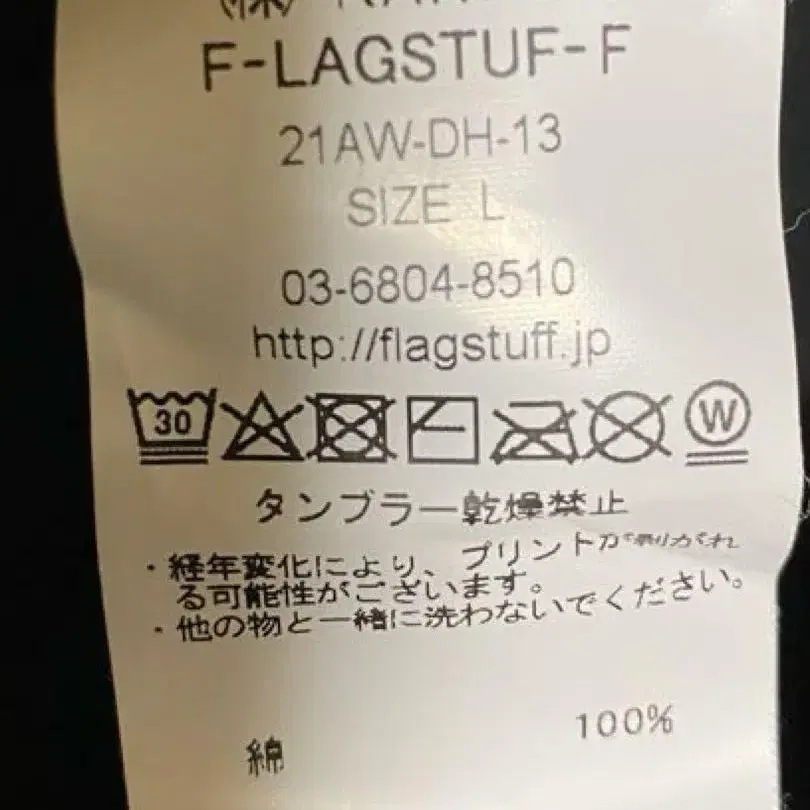 F-LAGSTUF-F
21AW-DH-13
SIZE L
03-6804-8510
http://flagstuff.jp
30 W
タンブラー乾燥禁止
・経年変化により、プリントが剥がれ
る可能性がございます。
・他の物と一緒に洗わないでください。
綿 100%